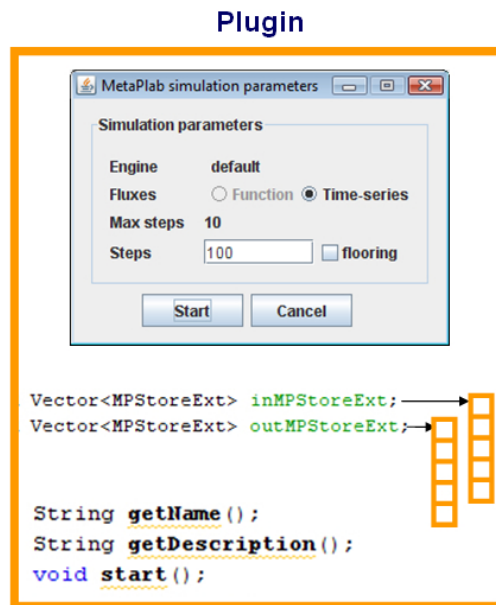 Plugin
MetaPlab simulation parameters
Simulation parameters
Engine default
Fluxes Function Time-series
Max steps 10
Steps 100 flooring
Start Cancel
Vector<MPStoreExt> inMPStoreExt;
Vector<MPStoreExt> outMPStoreExt;
String getName();
String getDescription();
void start();